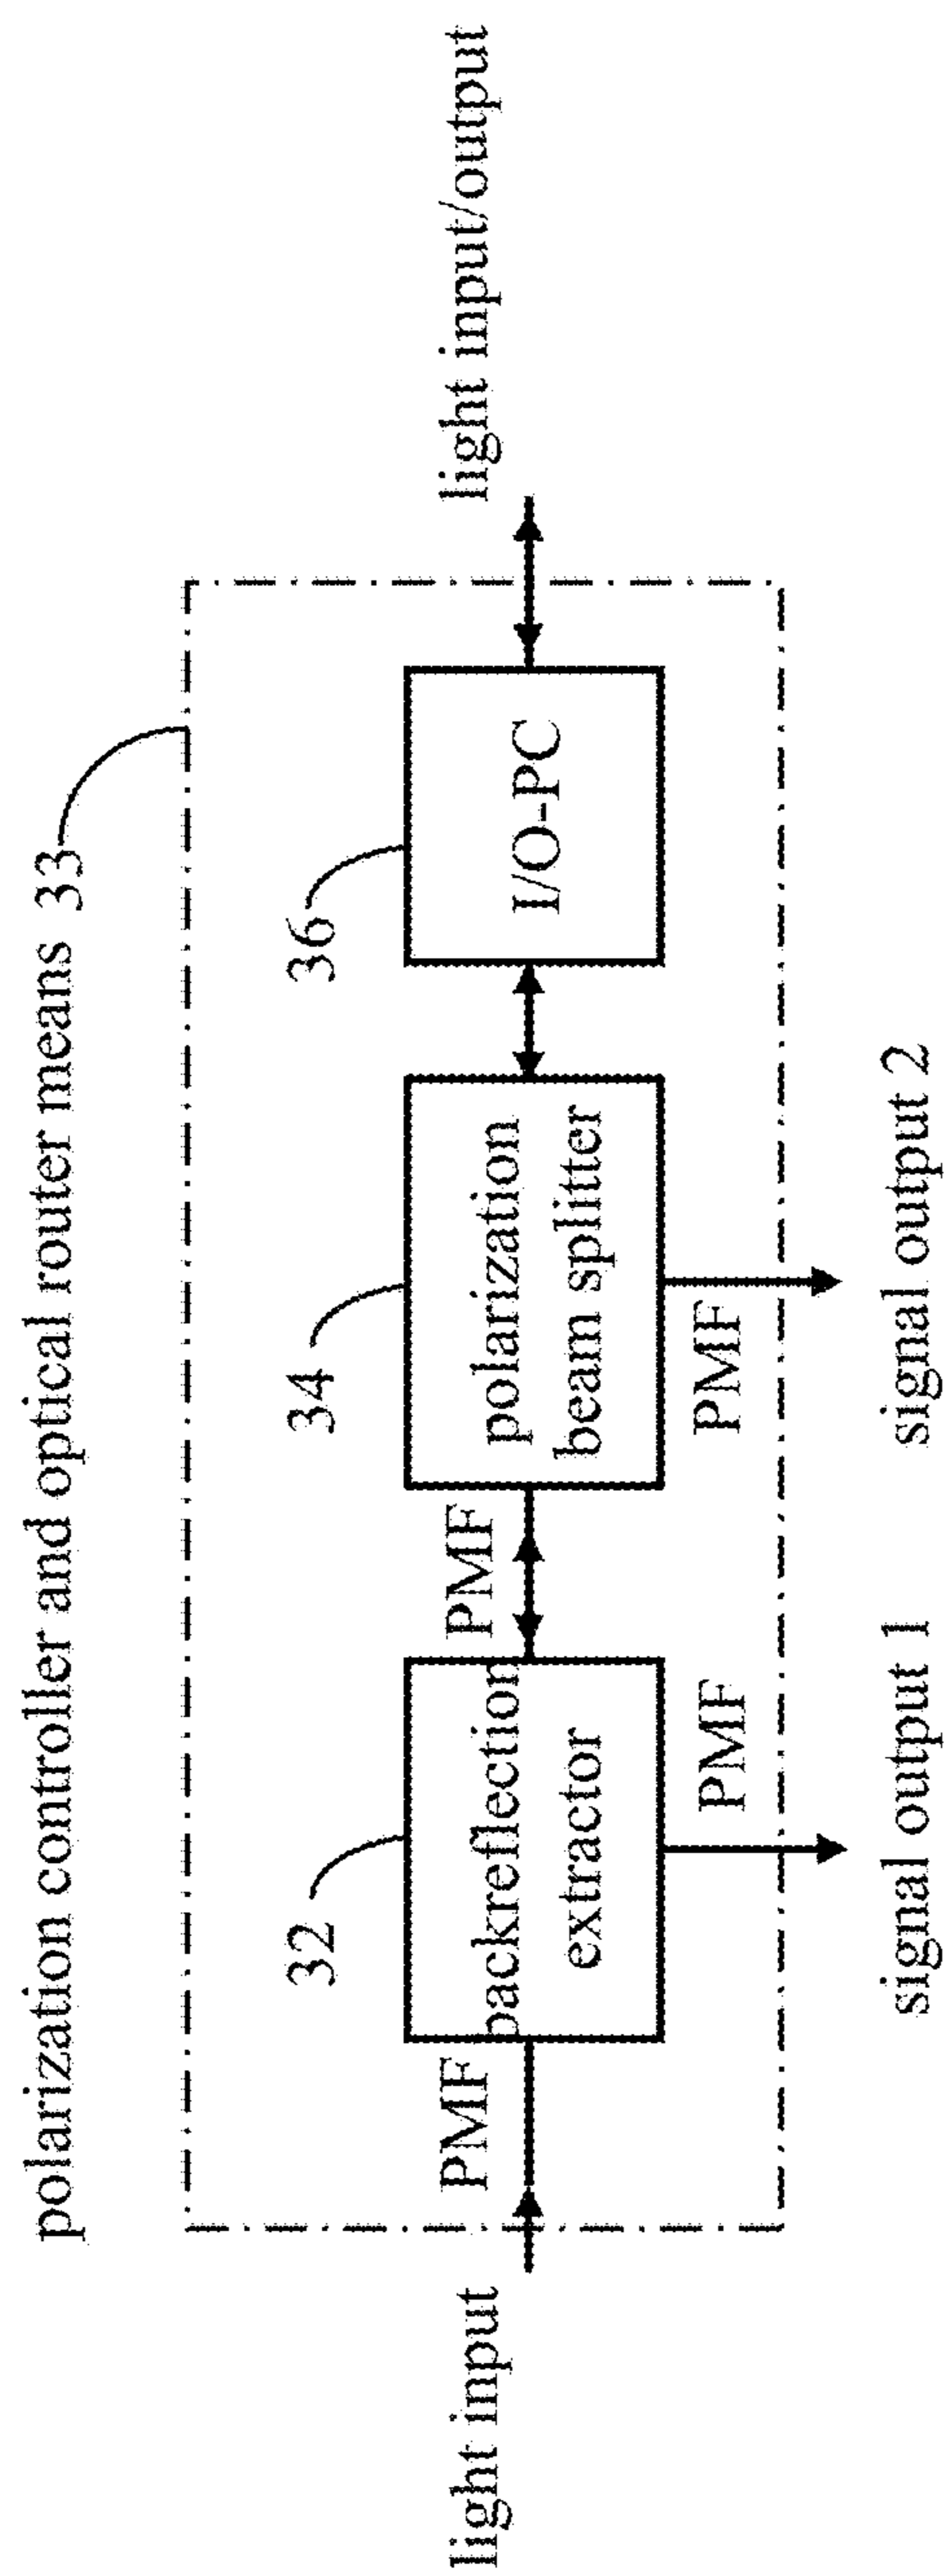 polarization controller and optical router means 33
32
34
36
light input
PMF
backreflection
extractor
PMF
polarization
beam splitter
I/O-PC
light input/output
PMF
PMF
signal output 1
signal output 2